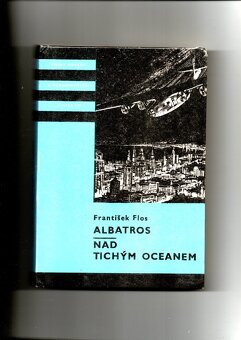 František Flos
ALBATROS
NAD
TICHÝM OCEANEM